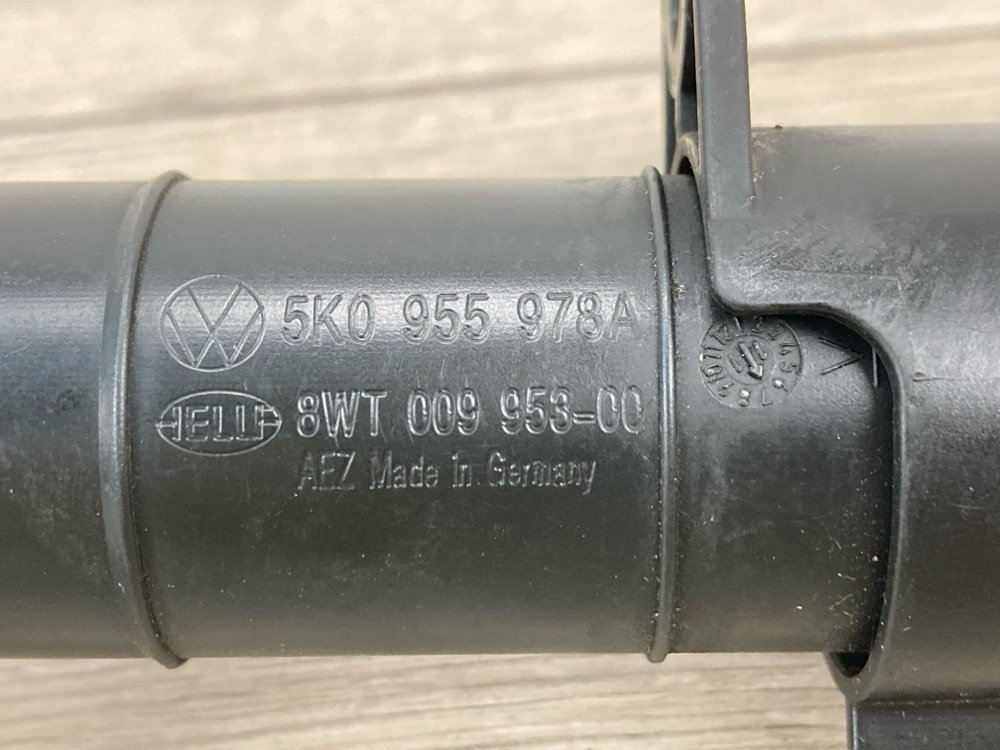 5K0 955 978A
HELLA 8WT 009 953-00
AEZ Made in Germany